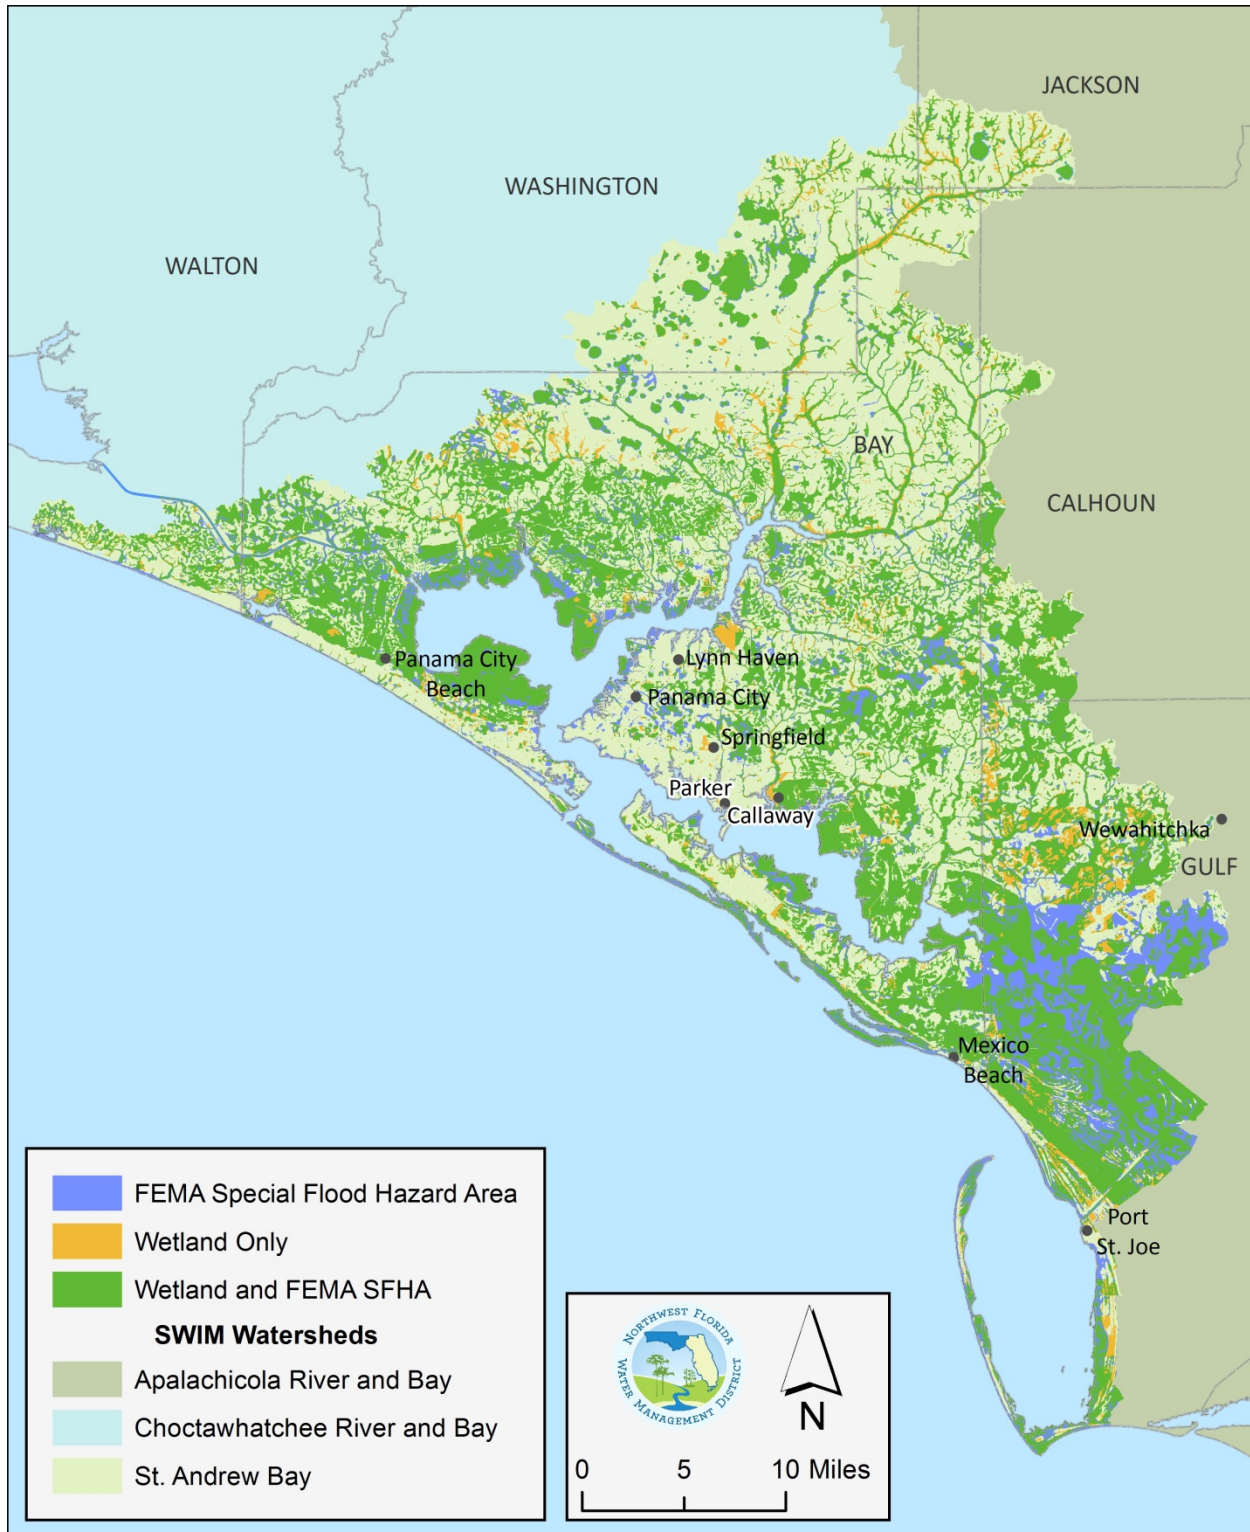 JACKSON
WASHINGTON
WALTON
BAY
CALHOUN
Panama City
Beach
Lynn Haven
Panama City
Springfield
Parker
Callaway
Wewahitchka
GULF
Mexico
Beach
Port
St. Joe
FEMA Special Flood Hazard Area
Wetland Only
Wetland and FEMA SFHA
SWIM Watersheds
Apalachicola River and Bay
Choctawhatchee River and Bay
St. Andrew Bay
NORTHWEST FLORIDA
WATER MANAGEMENT DISTRICT
N
0 5 10 Miles